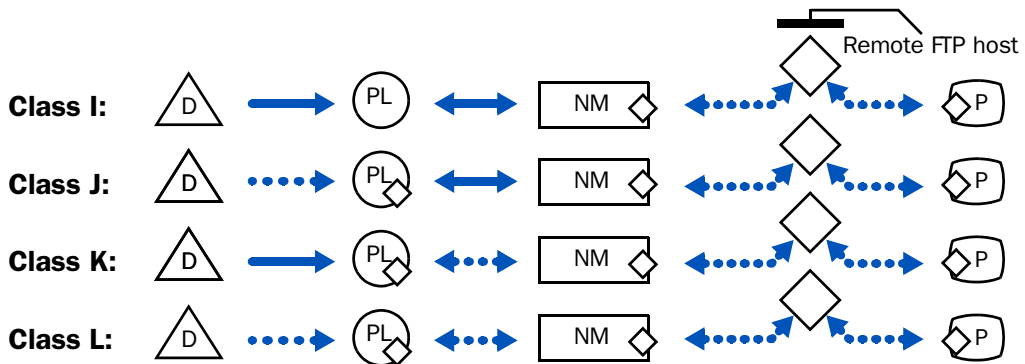 Remote FTP host
Class I: D PL NM P
Class J: D PL NM P
Class K: D PL NM P
Class L: D PL NM P